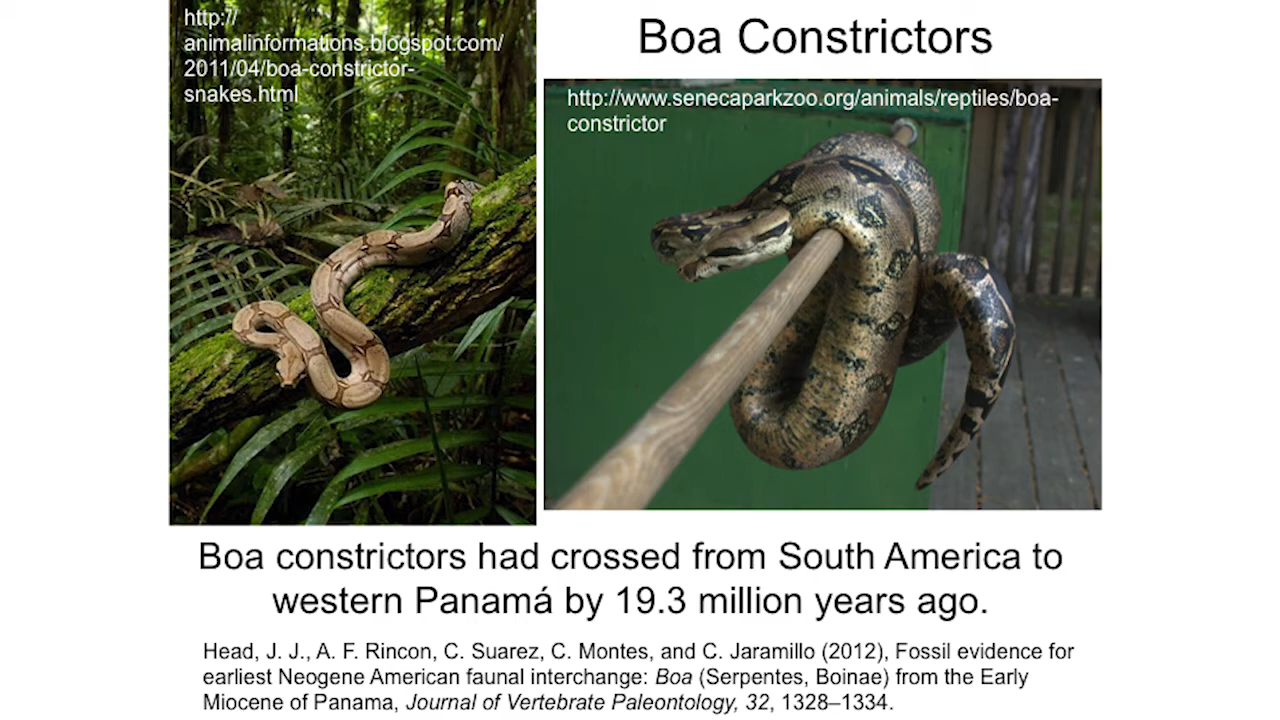 http://
animalinformations.blogspot.com/
2011/04/boa-constrictor-
snakes.html
Boa Constrictors
http://www.senecaparkzoo.org/animals/reptiles/boa-
constrictor
Boa constrictors had crossed from South America to
western Panamá by 19.3 million years ago.
Head, J. J., A. F. Rincon, C. Suarez, C. Montes, and C. Jaramillo (2012), Fossil evidence for
earliest Neogene American faunal interchange: Boa (Serpentes, Boinae) from the Early
Miocene of Panama, Journal of Vertebrate Paleontology, 32, 1328–1334.